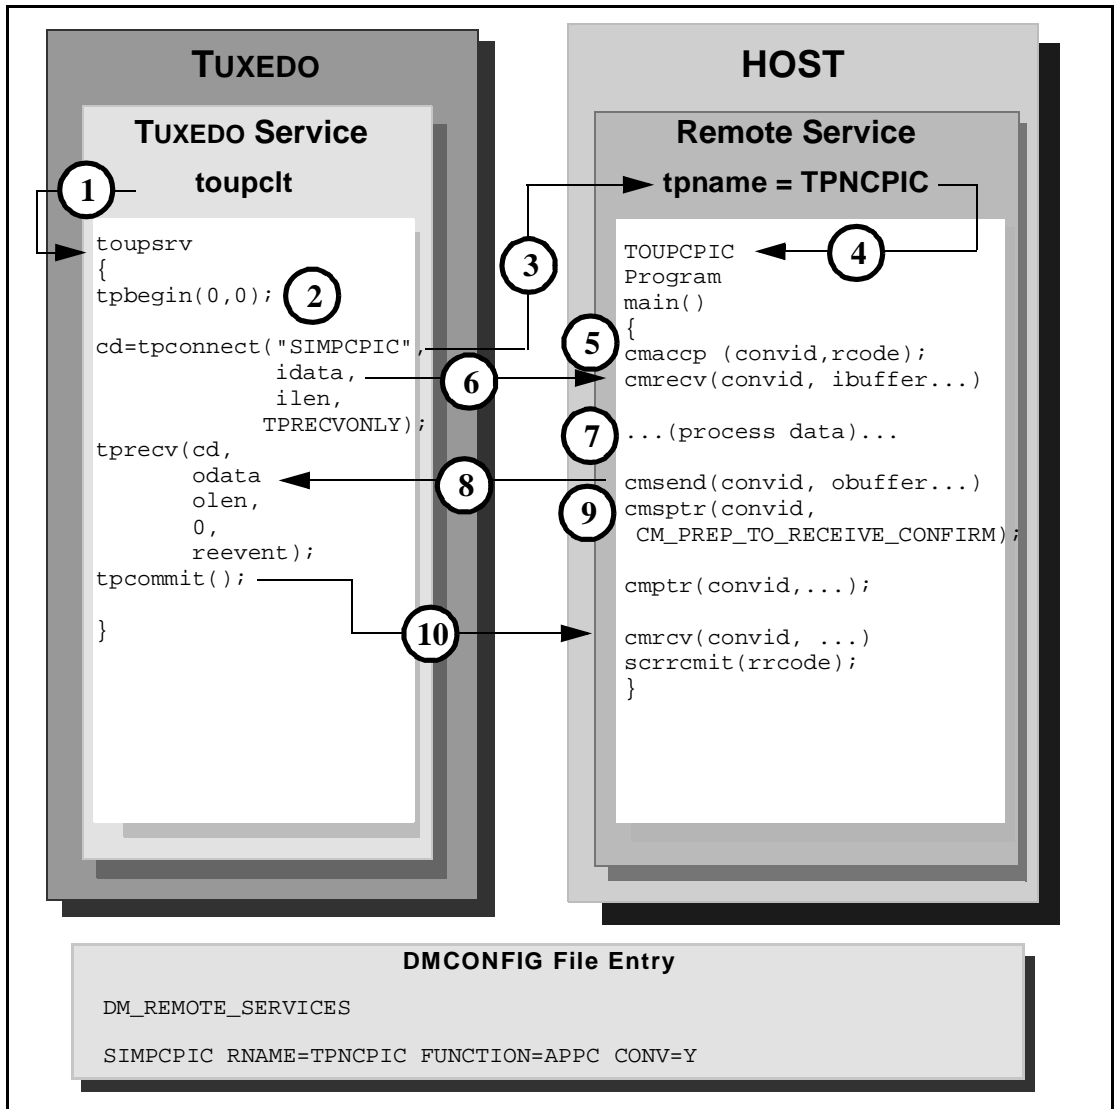 TUXEDO
TUXEDO Service
toupclt
1
toupsrv
{
tpbegin(0,0);
2
cd=tpconnect("SIMPCPIC",
idata,
ilen,
TPRECVONLY);
tprecv(cd,
odata
olen,
0,
reevent);
tpcommit();
}
3
6
8
10
HOST
Remote Service
tpname = TPNCPIC
4
TOUPCPIC
Program
main()
{
5
cmaccp (convid,rcode);
cmrecv(convid, ibuffer...)
7
...(process data)...
cmsend(convid, obuffer...)
9
cmsptr(convid,
CM_PREP_TO_RECEIVE_CONFIRM);
cmptr(convid,...);
cmrcv(convid, ...)
scrrcmit(rrcode);
}
DMCONFIG File Entry
DM_REMOTE_SERVICES
SIMPCPIC RNAME=TPNCPIC FUNCTION=APPC CONV=Y